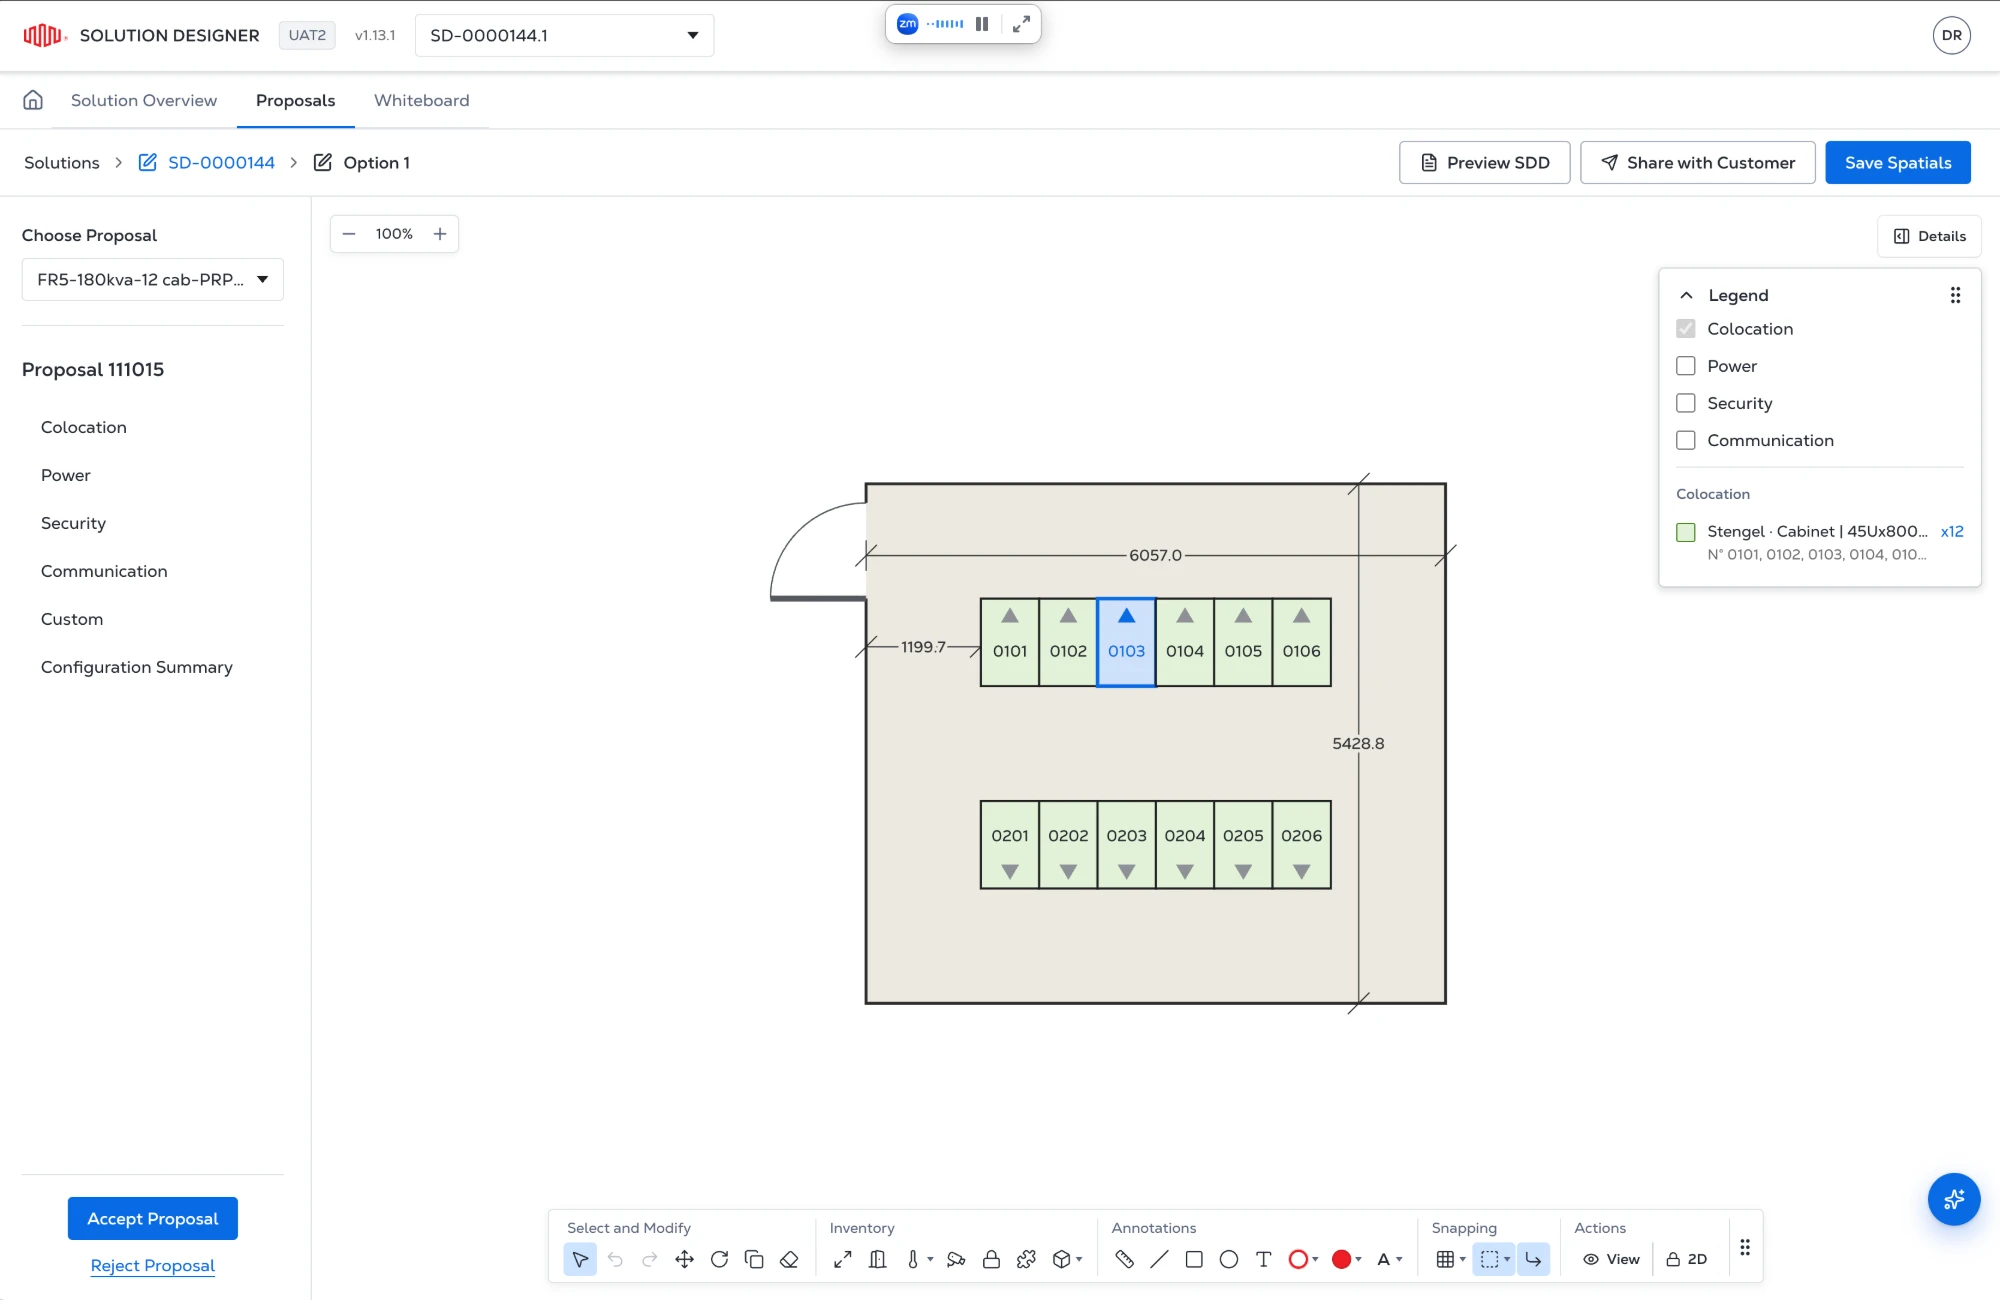 SOLUTION DESIGNER
UAT2
v1.13.1
SD-0000144.1
zm
DR
Solution Overview
Proposals
Whiteboard
Solutions > SD-0000144 > Option 1
Preview SDD
Share with Customer
Save Spatials
Choose Proposal
FR5-180kva-12 cab-PRP...
Proposal 111015
Colocation
Power
Security
Communication
Custom
Configuration Summary
Accept Proposal
Reject Proposal
100%
Details
Legend
Colocation
Power
Security
Communication
Colocation
Stengel · Cabinet | 45Ux800... x12
N° 0101, 0102, 0103, 0104, 010...
6057.0
1199.7
0101 0102 0103 0104 0105 0106
5428.8
0201 0202 0203 0204 0205 0206
Select and Modify
Inventory
Annotations
T
A
Snapping
Actions
View
2D